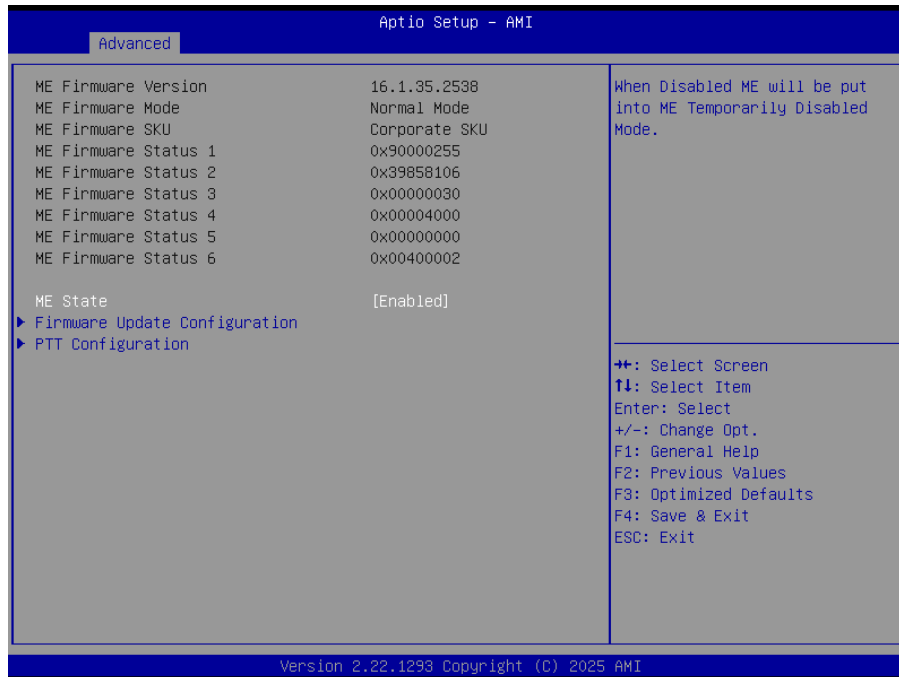 Aptio Setup - AMI
Advanced
ME Firmware Version 16.1.35.2538
ME Firmware Mode Normal Mode
ME Firmware SKU Corporate SKU
ME Firmware Status 1 0x90000255
ME Firmware Status 2 0x39858106
ME Firmware Status 3 0x00000030
ME Firmware Status 4 0x00004000
ME Firmware Status 5 0x00000000
ME Firmware Status 6 0x00400002
ME State [Enabled]
Firmware Update Configuration
PTT Configuration
When Disabled ME will be put
into ME Temporarily Disabled
Mode.
→←: Select Screen
↑↓: Select Item
Enter: Select
+/-: Change Opt.
F1: General Help
F2: Previous Values
F3: Optimized Defaults
F4: Save & Exit
ESC: Exit
Version 2.22.1293 Copyright (C) 2025 AMI